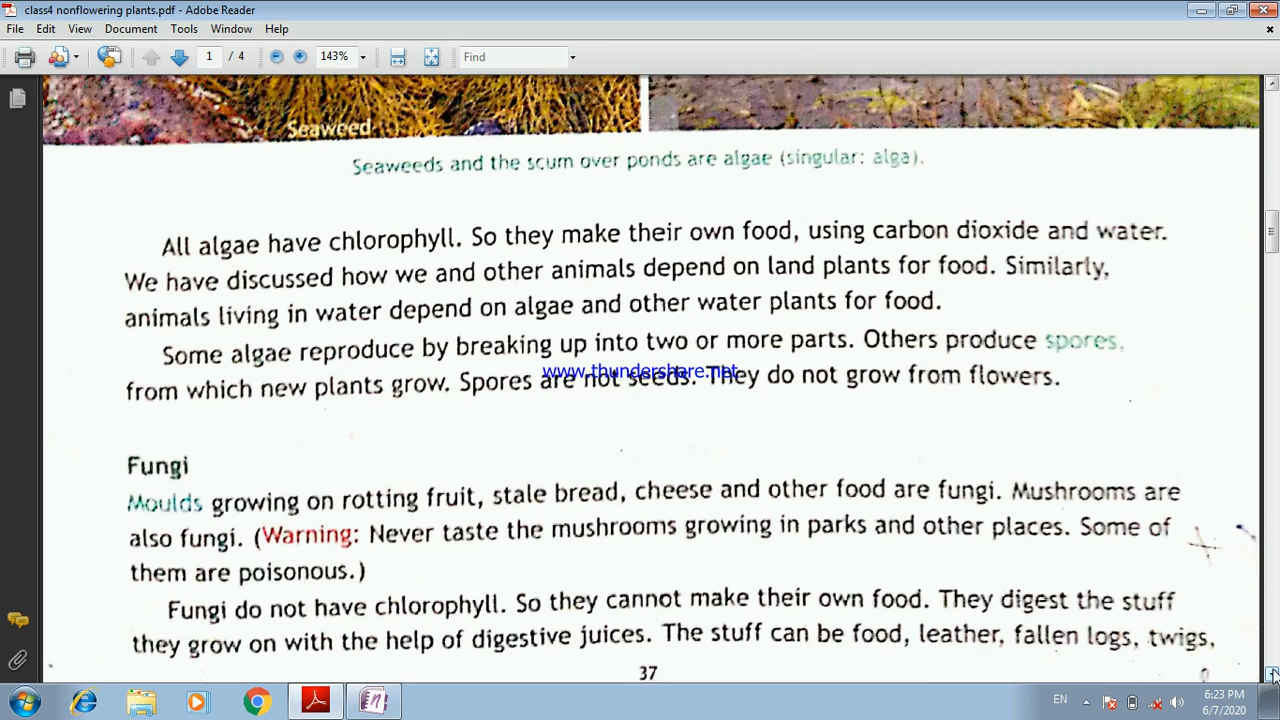 class4 nonflowering plants.pdf - Adobe Reader
File Edit View Document Tools Window Help
1 / 4 143% Find
Seaweed
Seaweeds and the scum over ponds are algae (singular: alga).
All algae have chlorophyll. So they make their own food, using carbon dioxide and water.
We have discussed how we and other animals depend on land plants for food. Similarly,
animals living in water depend on algae and other water plants for food.
Some algae reproduce by breaking up into two or more parts. Others produce spores,
from which new plants grow. Spores are not seeds. They do not grow from flowers.
www.thundershare.net
Fungi
Moulds growing on rotting fruit, stale bread, cheese and other food are fungi. Mushrooms are
also fungi. (Warning: Never taste the mushrooms growing in parks and other places. Some of
them are poisonous.)
Fungi do not have chlorophyll. So they cannot make their own food. They digest the stuff
they grow on with the help of digestive juices. The stuff can be food, leather, fallen logs, twigs,
37
EN
6:23 PM
6/7/2020